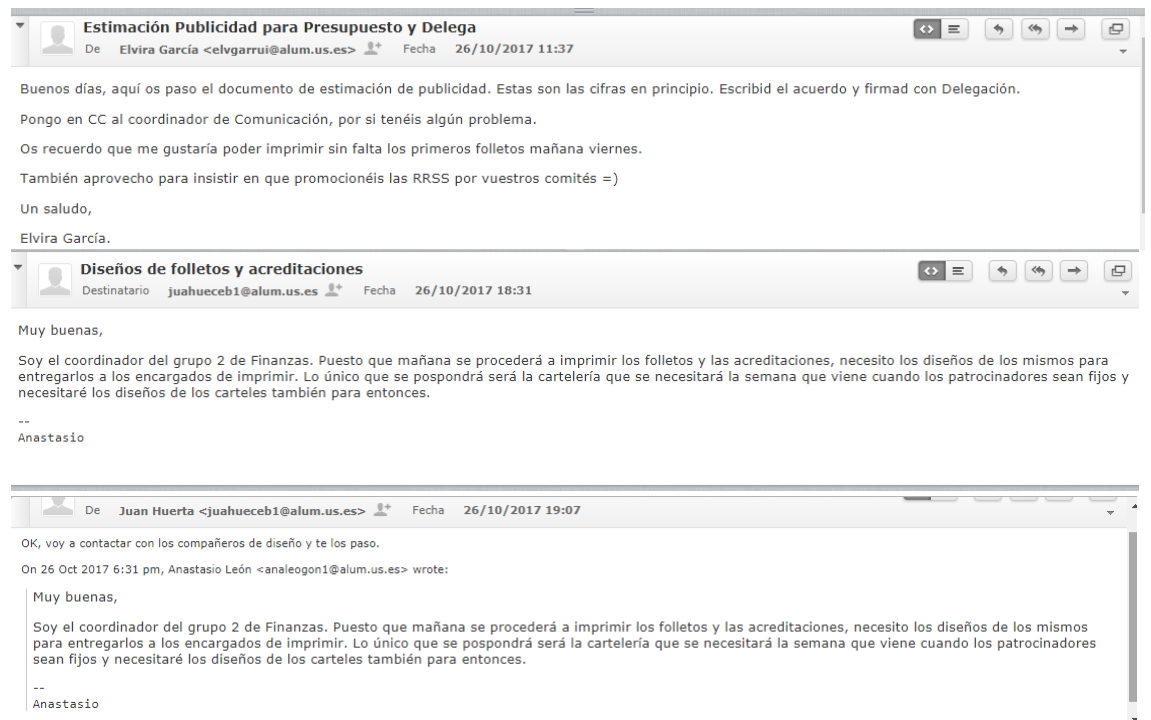 Estimación Publicidad para Presupuesto y Delega
De Elvira García <elvgarrui@alum.us.es> Fecha 26/10/2017 11:37
Buenos días, aquí os paso el documento de estimación de publicidad. Estas son las cifras en principio. Escribid el acuerdo y firmad con Delegación.
Pongo en CC al coordinador de Comunicación, por si tenéis algún problema.
Os recuerdo que me gustaría poder imprimir sin falta los primeros folletos mañana viernes.
También aprovecho para insistir en que promocionéis las RRSS por vuestros comités =)
Un saludo,
Elvira García.
Diseños de folletos y acreditaciones
Destinatario juahueceb1@alum.us.es Fecha 26/10/2017 18:31
Muy buenas,
Soy el coordinador del grupo 2 de Finanzas. Puesto que mañana se procederá a imprimir los folletos y las acreditaciones, necesito los diseños de los mismos para
entregarlos a los encargados de imprimir. Lo único que se pospondrá será la cartelería que se necesitará la semana que viene cuando los patrocinadores sean fijos y
necesitaré los diseños de los carteles también para entonces.
--
Anastasio
De Juan Huerta <juahueceb1@alum.us.es> Fecha 26/10/2017 19:07
OK, voy a contactar con los compañeros de diseño y te los paso.
On 26 Oct 2017 6:31 pm, Anastasio León <analeogon1@alum.us.es> wrote:
Muy buenas,
Soy el coordinador del grupo 2 de Finanzas. Puesto que mañana se procederá a imprimir los folletos y las acreditaciones, necesito los diseños de los mismos
para entregarlos a los encargados de imprimir. Lo único que se pospondrá será la cartelería que se necesitará la semana que viene cuando los patrocinadores
sean fijos y necesitaré los diseños de los carteles también para entonces.
--
Anastasio